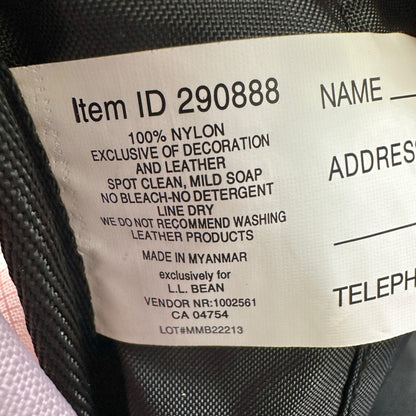 Item ID 290888
100% NYLON
EXCLUSIVE OF DECORATION
AND LEATHER
SPOT CLEAN, MILD SOAP
NO BLEACH-NO DETERGENT
LINE DRY
WE DO NOT RECOMMEND WASHING
LEATHER PRODUCTS
MADE IN MYANMAR
exclusively for
L.L. BEAN
VENDOR NR:1002561
CA 04754
LOT#MMB22213
NAME
ADDRES
TELEPH